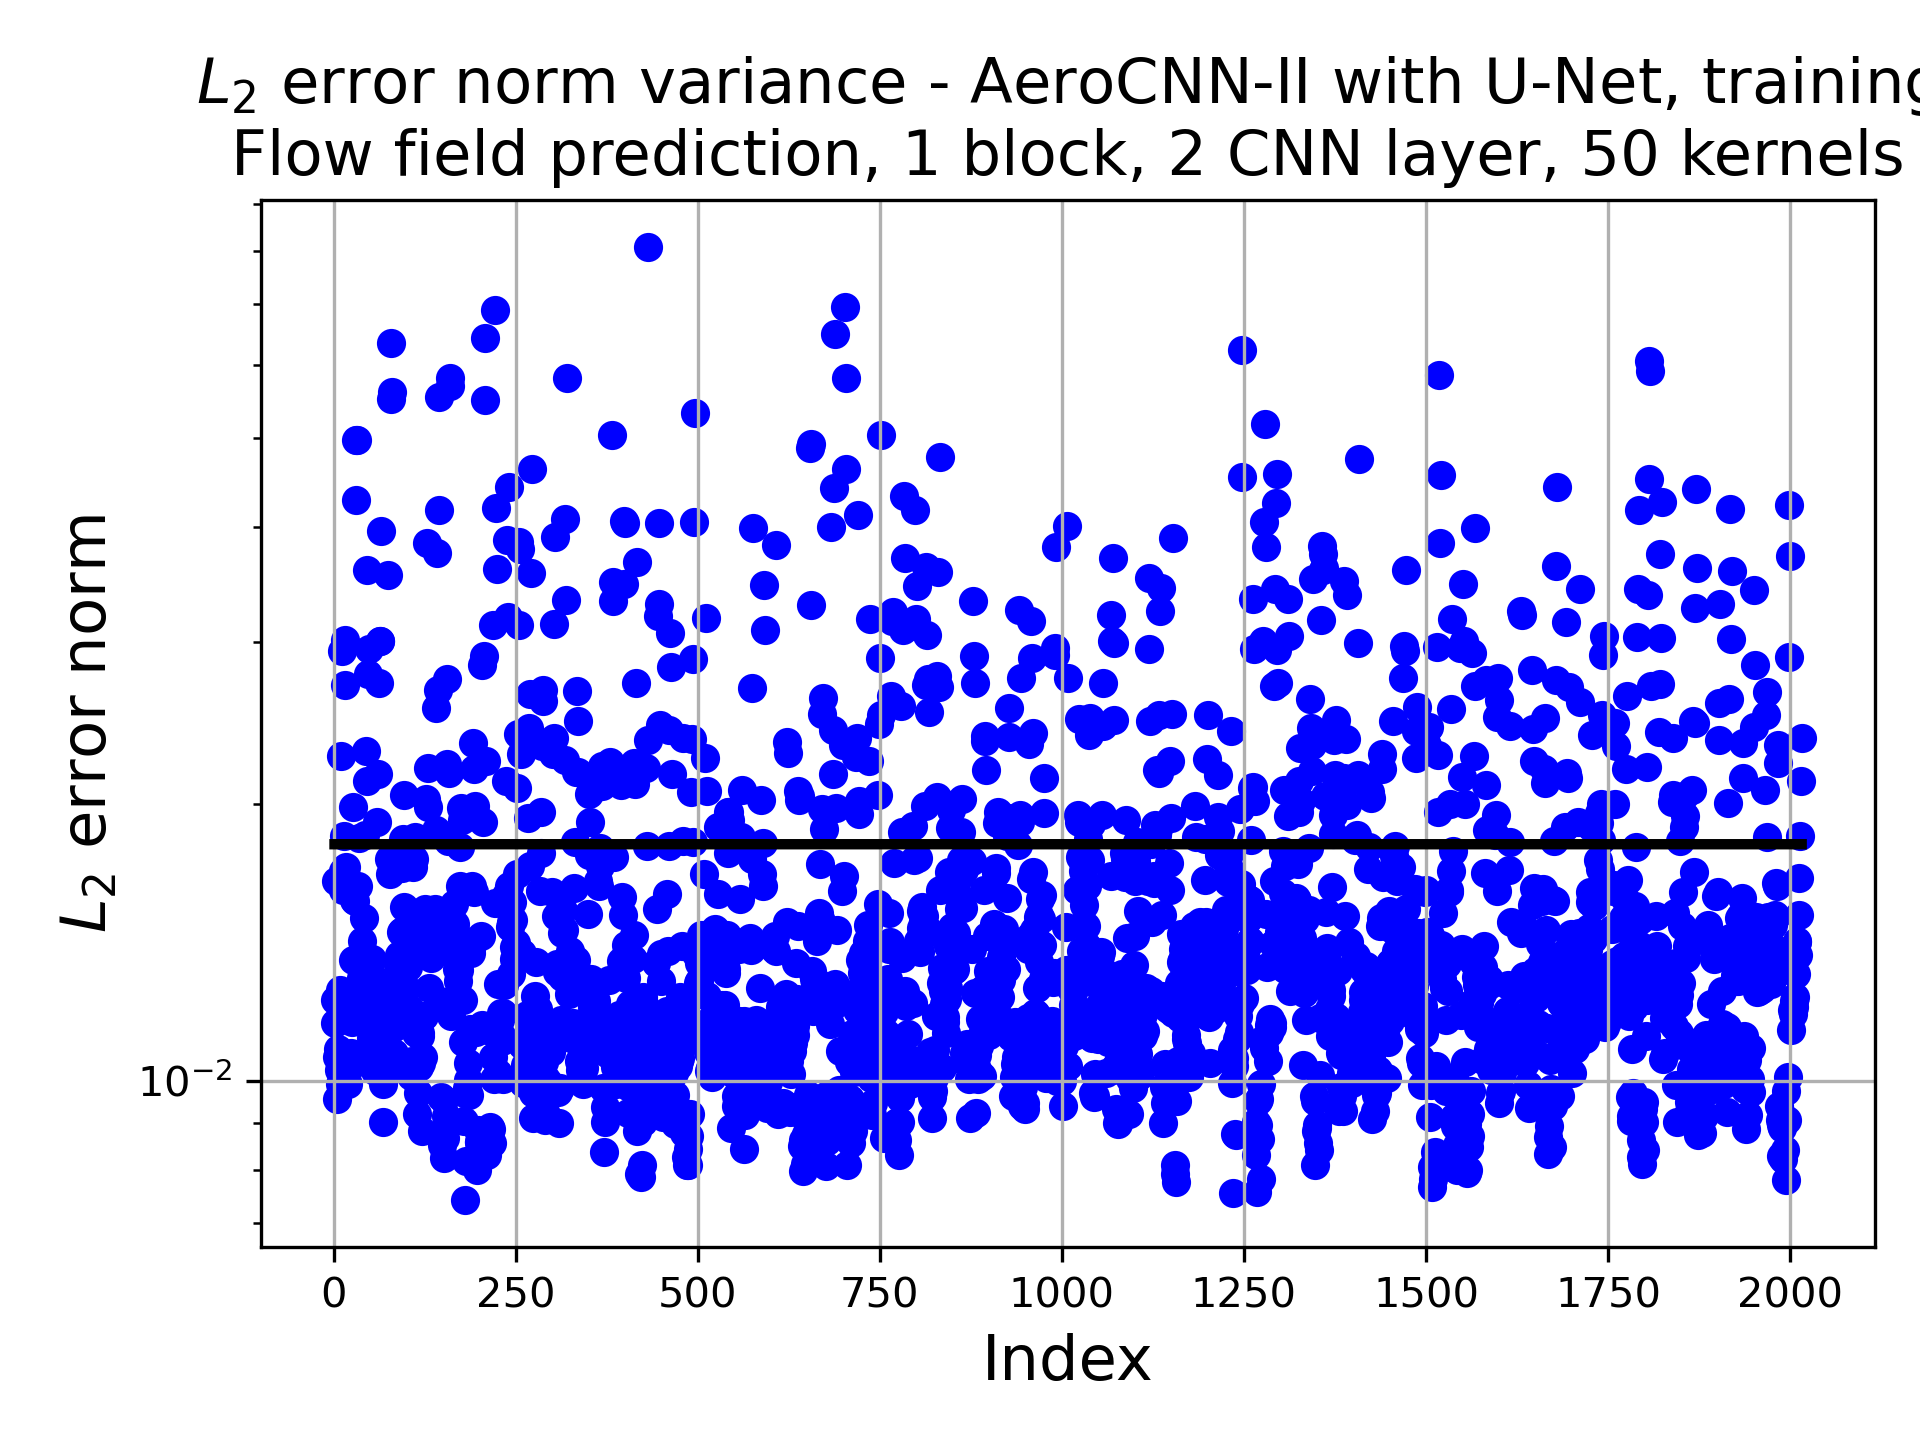 L₂ error norm variance - AeroCNN-II with U-Net, training
Flow field prediction, 1 block, 2 CNN layer, 50 kernels
L₂ error norm
10⁻²
0 250 500 750 1000 1250 1500 1750 2000
Index